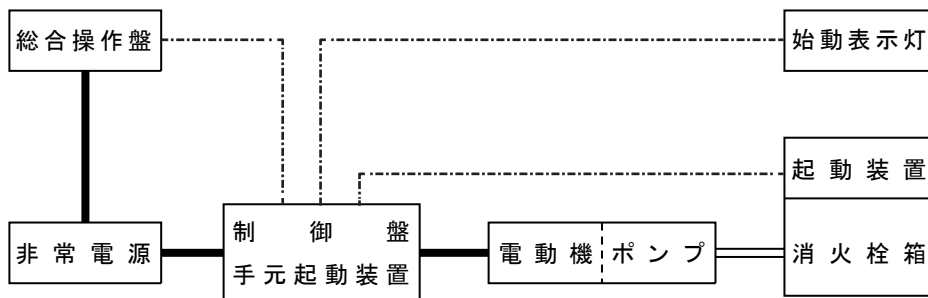 総合操作盤
始動表示灯
起動装置
非常電源
制御盤
手元起動装置
電動機
ポンプ
消火栓箱